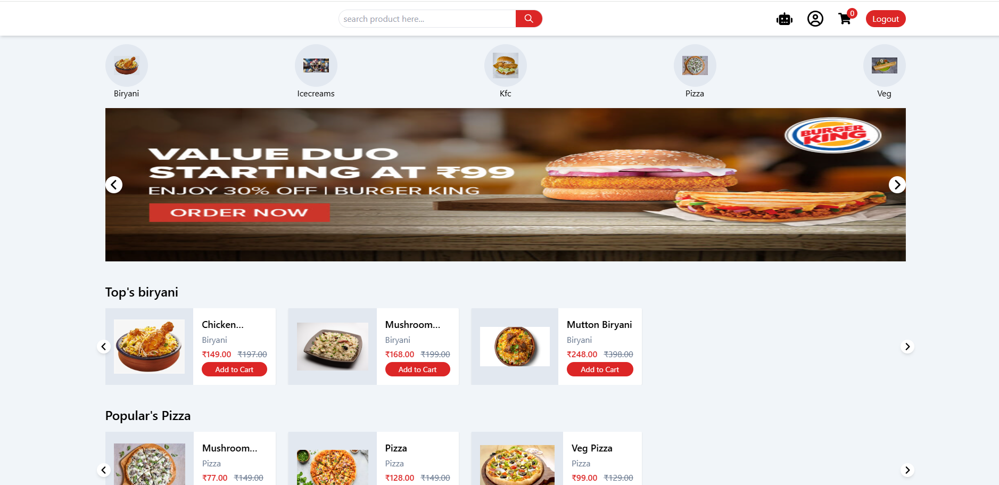 search product here...
0
Logout
Biryani
Icecreams
Kfc
Pizza
Veg
BURGER
KING
VALUE DUO
STARTING AT ₹99
ENJOY 30% OFF | BURGER KING
ORDER NOW
Top's biryani
Chicken...
Biryani
₹149.00 ₹197.00
Add to Cart
Mushroom...
Biryani
₹168.00 ₹199.00
Add to Cart
Mutton Biryani
Biryani
₹248.00 ₹398.00
Add to Cart
Popular's Pizza
Mushroom...
Pizza
₹77.00 ₹149.00
Pizza
Pizza
₹128.00 ₹149.00
Veg Pizza
Pizza
₹99.00 ₹129.00